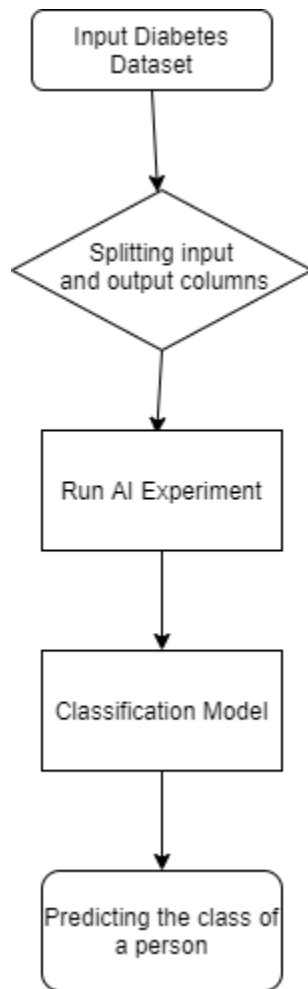 Input Diabetes
Dataset
Splitting input
and output columns
Run AI Experiment
Classification Model
Predicting the class of
a person